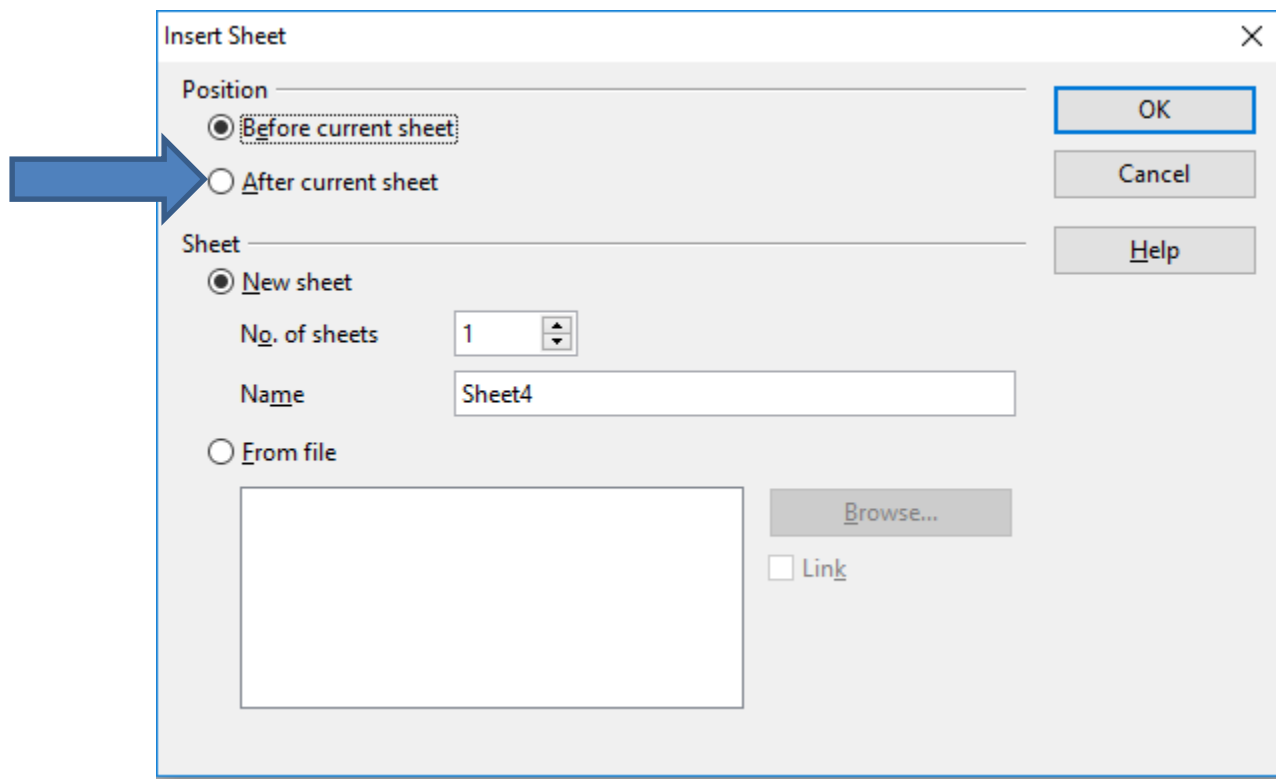 Insert Sheet
Position
Before current sheet
After current sheet
OK
Cancel
Help
Sheet
New sheet
No. of sheets 1
Name Sheet4
From file
Browse...
Link